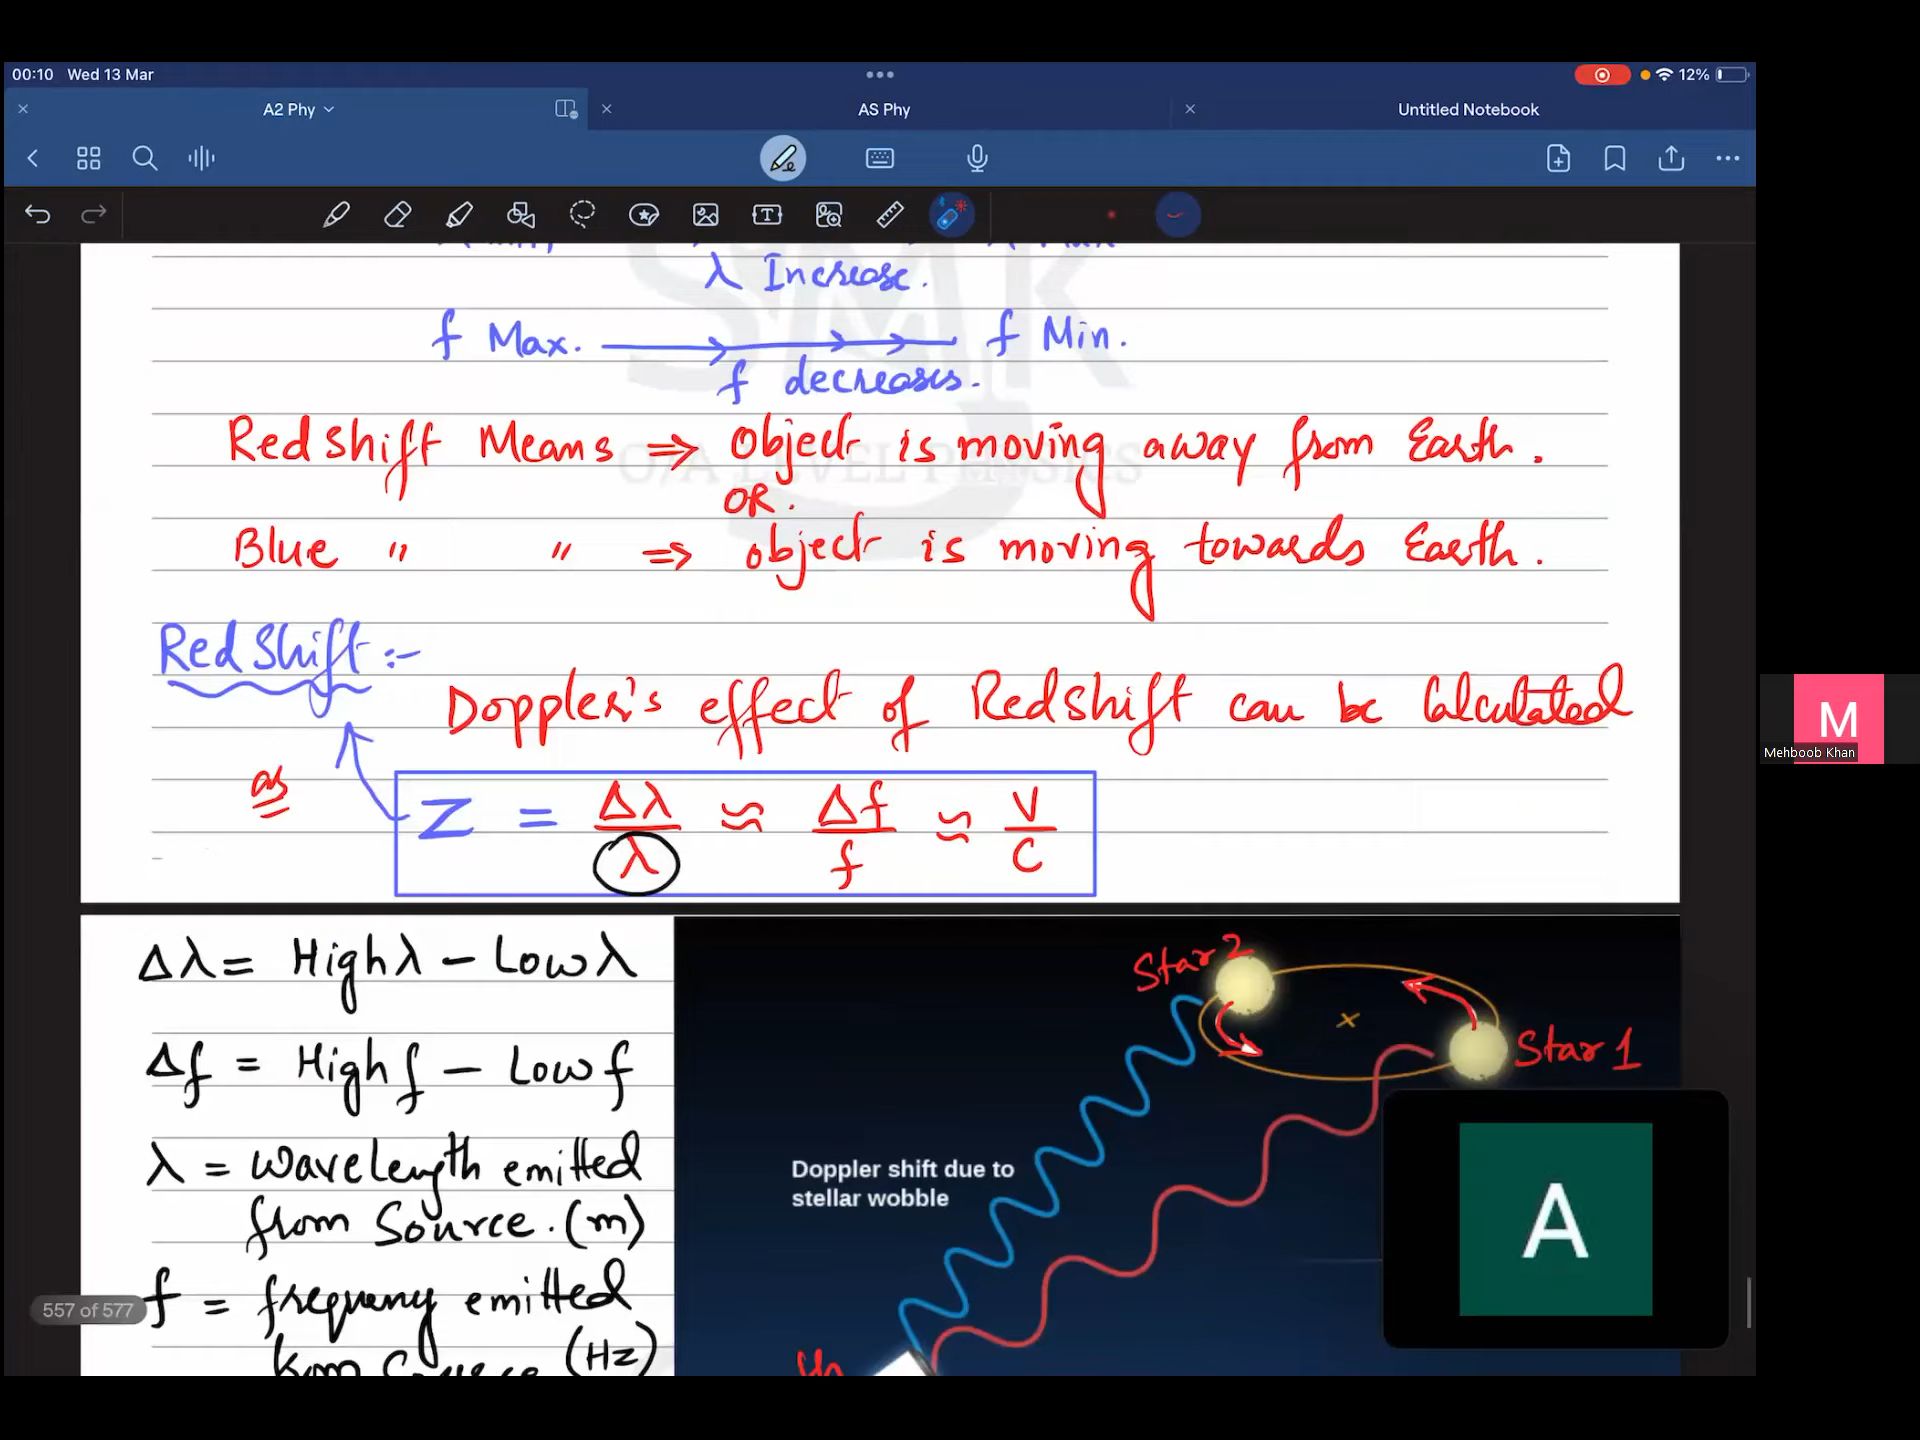 00:10 Wed 13 Mar
12%
A2 Phy
AS Phy
Untitled Notebook
λ Increase.
f Max. f Min.
f decreases.
Redshift Means ⇒ Object is moving away from Earth.
OR.
Blue " " ⇒ object is moving towards Earth.
O/A LEVEL PHYSICS
Red Shift :-
Doppler's effect of Redshift can be Calculated
as
Z = Δλ/λ ≈ Δf/f ≈ V/C
Δλ = High λ - Low λ
Δf = High f - Low f
λ = wavelength emitted
from Source. (m)
f = frequency emitted
(Hz)
Star 2
Star 1
Doppler shift due to
stellar wobble
557 of 577
A
M
Mehboob Khan